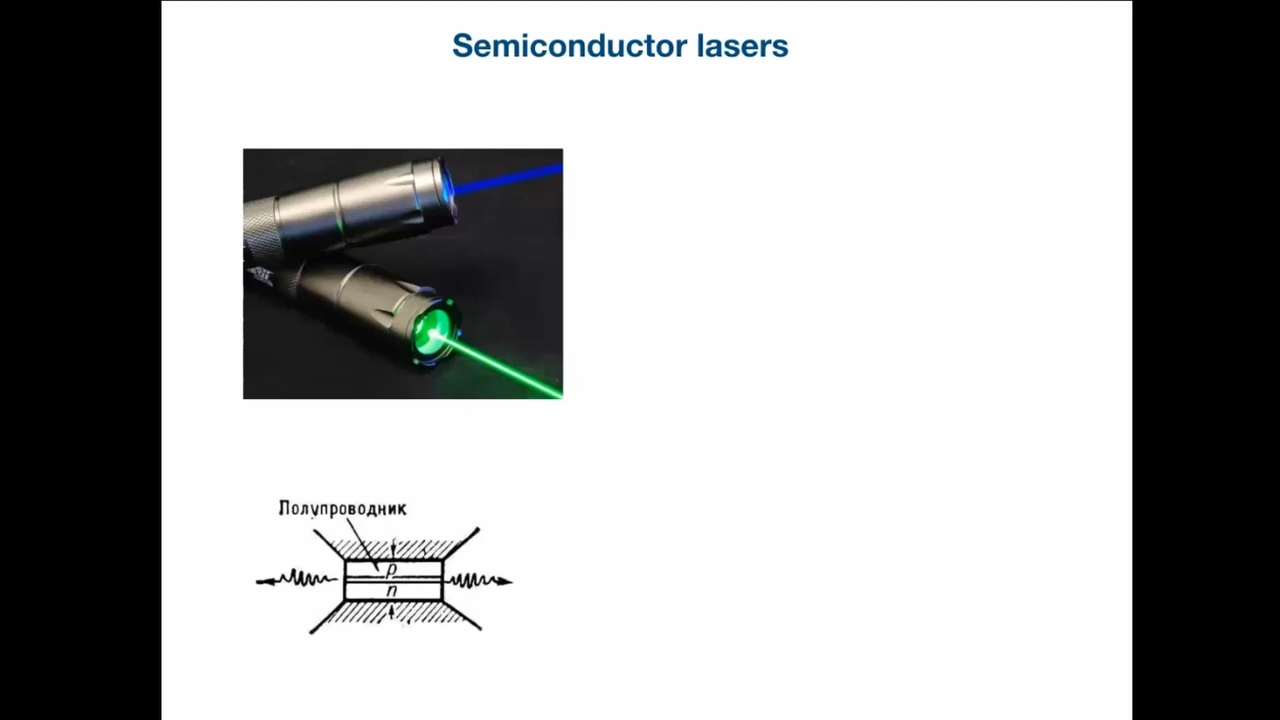 Semiconductor lasers
Полупроводник
p
n